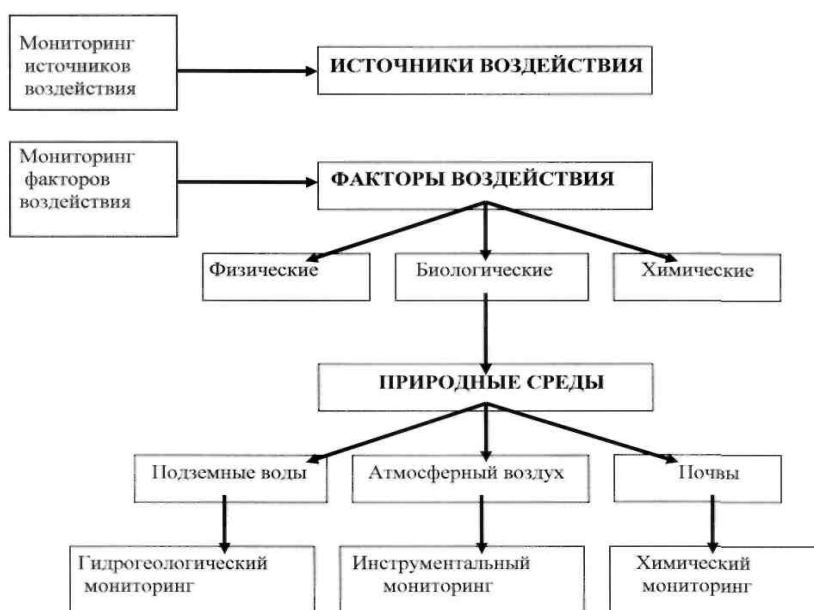 Мониторинг
источников
воздействия
ИСТОЧНИКИ ВОЗДЕЙСТВИЯ
Мониторинг
факторов
воздействия
ФАКТОРЫ ВОЗДЕЙСТВИЯ
Физические
Биологические
Химические
ПРИРОДНЫЕ СРЕДЫ
Подземные воды
Атмосферный воздух
Почвы
Гидрогеологический
мониторинг
Инструментальный
мониторинг
Химический
мониторинг